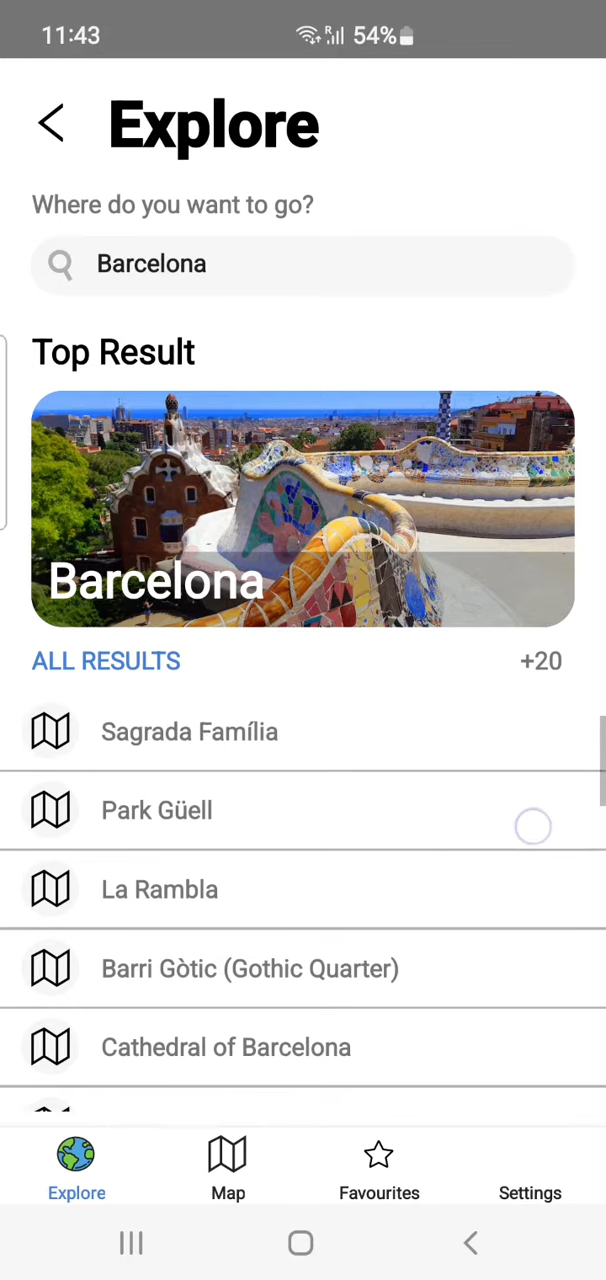 11:43
R 54%
Explore
Where do you want to go?
Barcelona
Top Result
Barcelona
ALL RESULTS +20
Sagrada Família
Park Güell
La Rambla
Barri Gòtic (Gothic Quarter)
Cathedral of Barcelona
Explore Map Favourites Settings